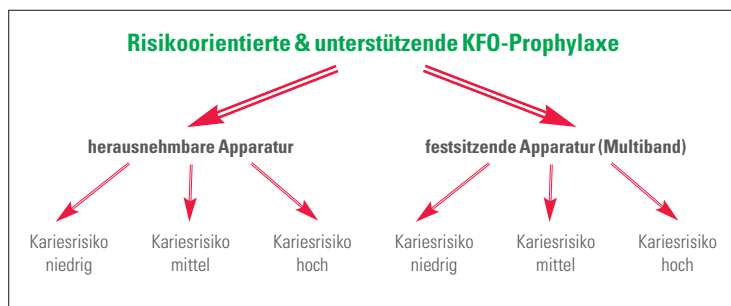 Risikoorientierte & unterstützende KFO-Prophylaxe
herausnehmbare Apparatur
festsitzende Apparatur (Multiband)
Kariesrisiko
niedrig
Kariesrisiko
mittel
Kariesrisiko
hoch
Kariesrisiko
niedrig
Kariesrisiko
mittel
Kariesrisiko
hoch